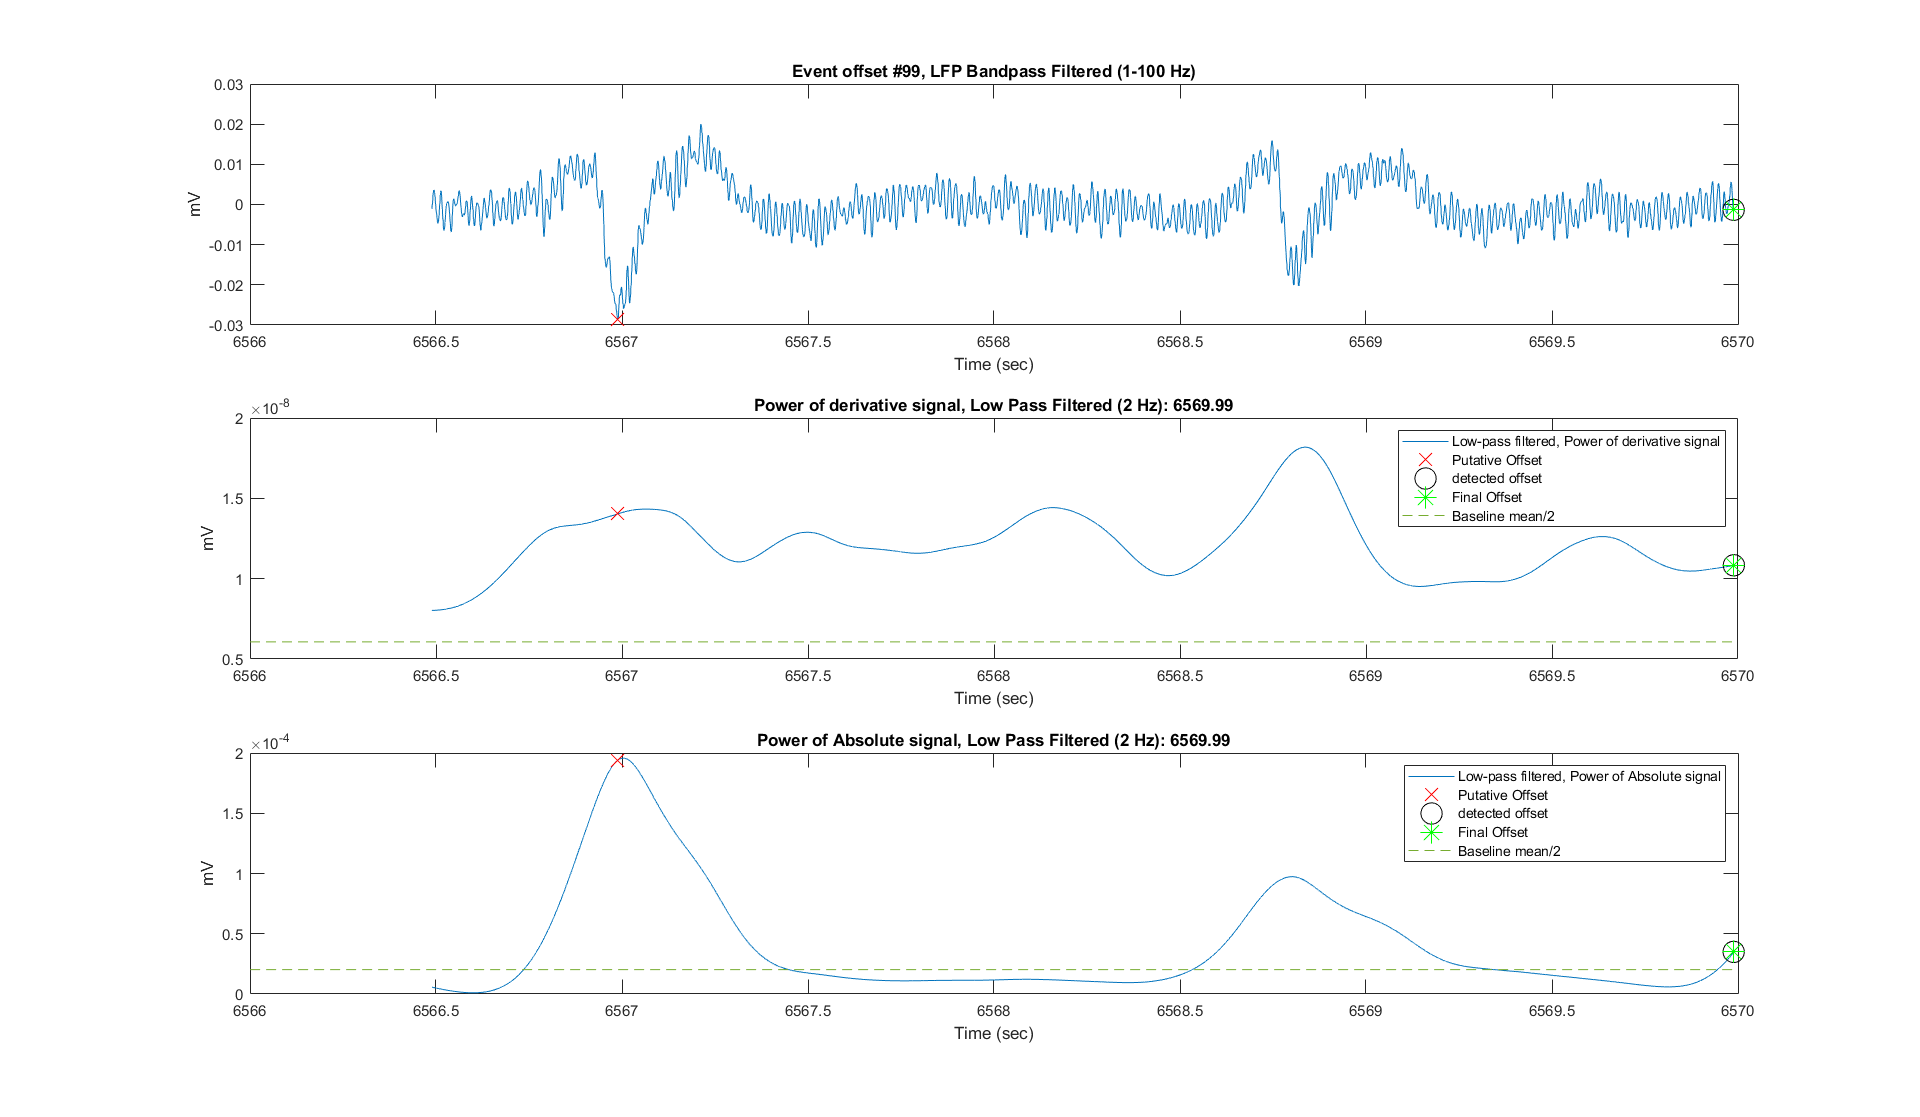 Event offset #99, LFP Bandpass Filtered (1-100 Hz)
0.03
0.02
0.01
0
-0.01
-0.02
-0.03
mV
6566 6566.5 6567 6567.5 6568 6568.5 6569 6569.5 6570
Time (sec)
Power of derivative signal, Low Pass Filtered (2 Hz): 6569.99
×10-8
2
1.5
1
0.5
mV
Low-pass filtered, Power of derivative signal
Putative Offset
detected offset
Final Offset
Baseline mean/2
6566 6566.5 6567 6567.5 6568 6568.5 6569 6569.5 6570
Time (sec)
Power of Absolute signal, Low Pass Filtered (2 Hz): 6569.99
×10-4
2
1.5
1
0.5
0
mV
Low-pass filtered, Power of Absolute signal
Putative Offset
detected offset
Final Offset
Baseline mean/2
6566 6566.5 6567 6567.5 6568 6568.5 6569 6569.5 6570
Time (sec)